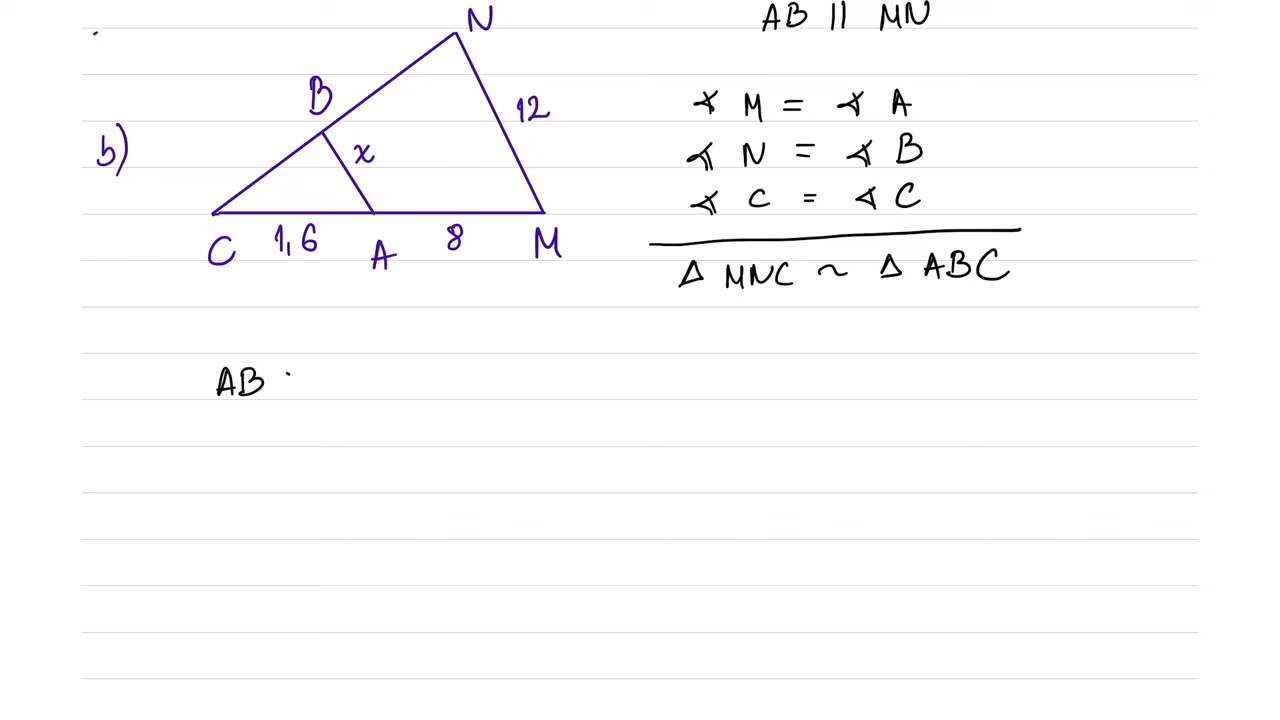 N
AB || MN
B
12
∢ M = ∢ A
b)
x
∢ N = ∢ B
∢ C = ∢ C
C 1,6 A 8 M
Δ MNC ~ Δ ABC
AB